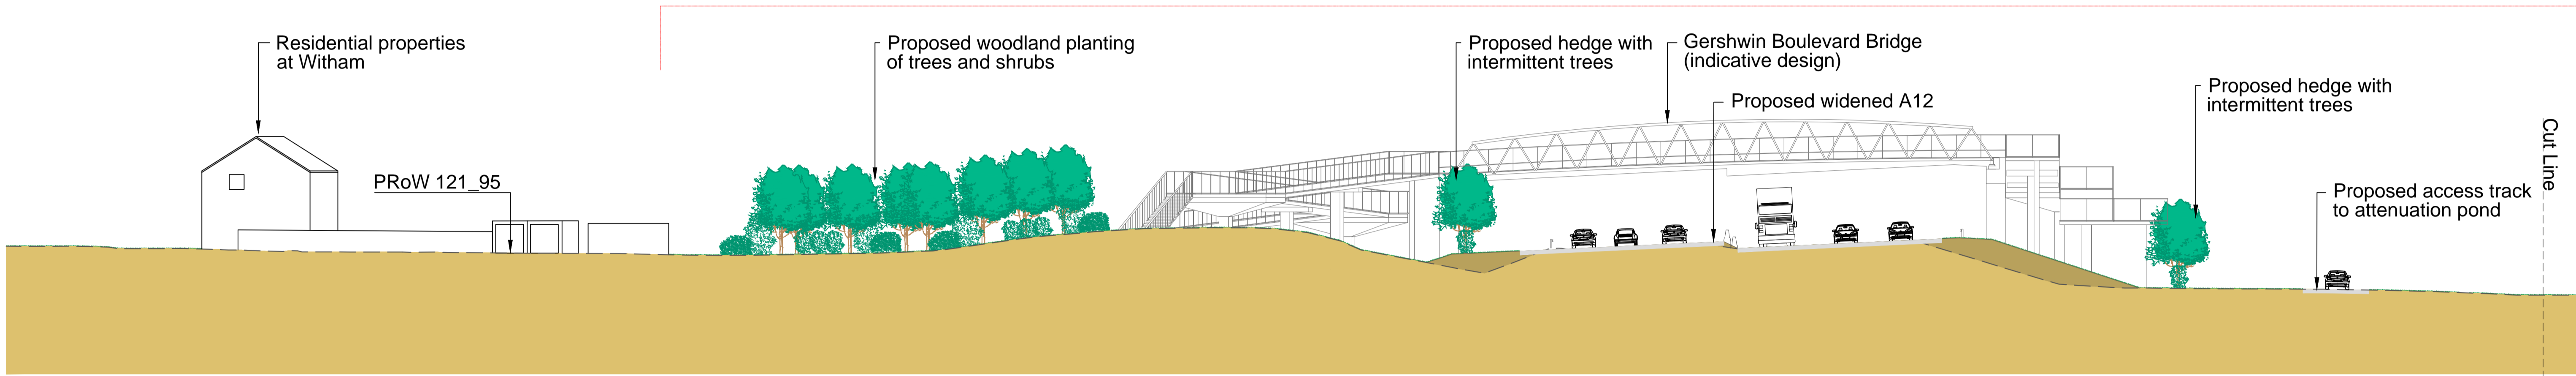 Residential properties
at Witham
PRoW 121_95
Proposed woodland planting
of trees and shrubs
Proposed hedge with
intermittent trees
Gershwin Boulevard Bridge
(indicative design)
Proposed widened A12
Proposed hedge with
intermittent trees
Proposed access track
to attenuation pond
Cut Line